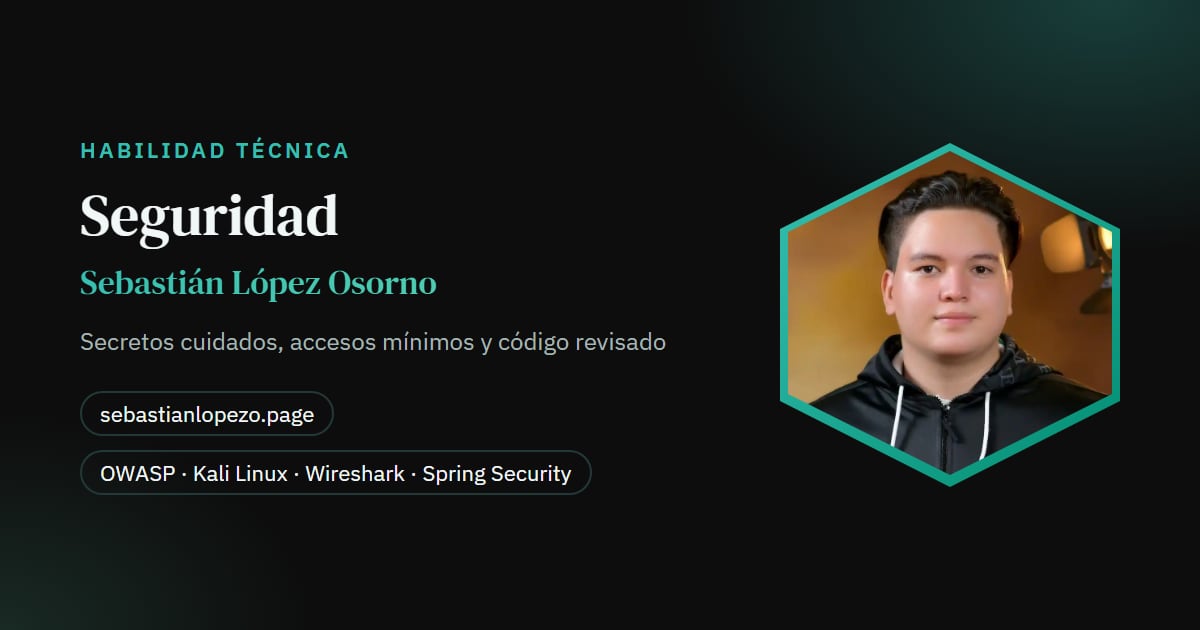 HABILIDAD TÉCNICA
Seguridad
Sebastián López Osorno
Secretos cuidados, accesos mínimos y código revisado
sebastianlopezo.page
OWASP · Kali Linux · Wireshark · Spring Security